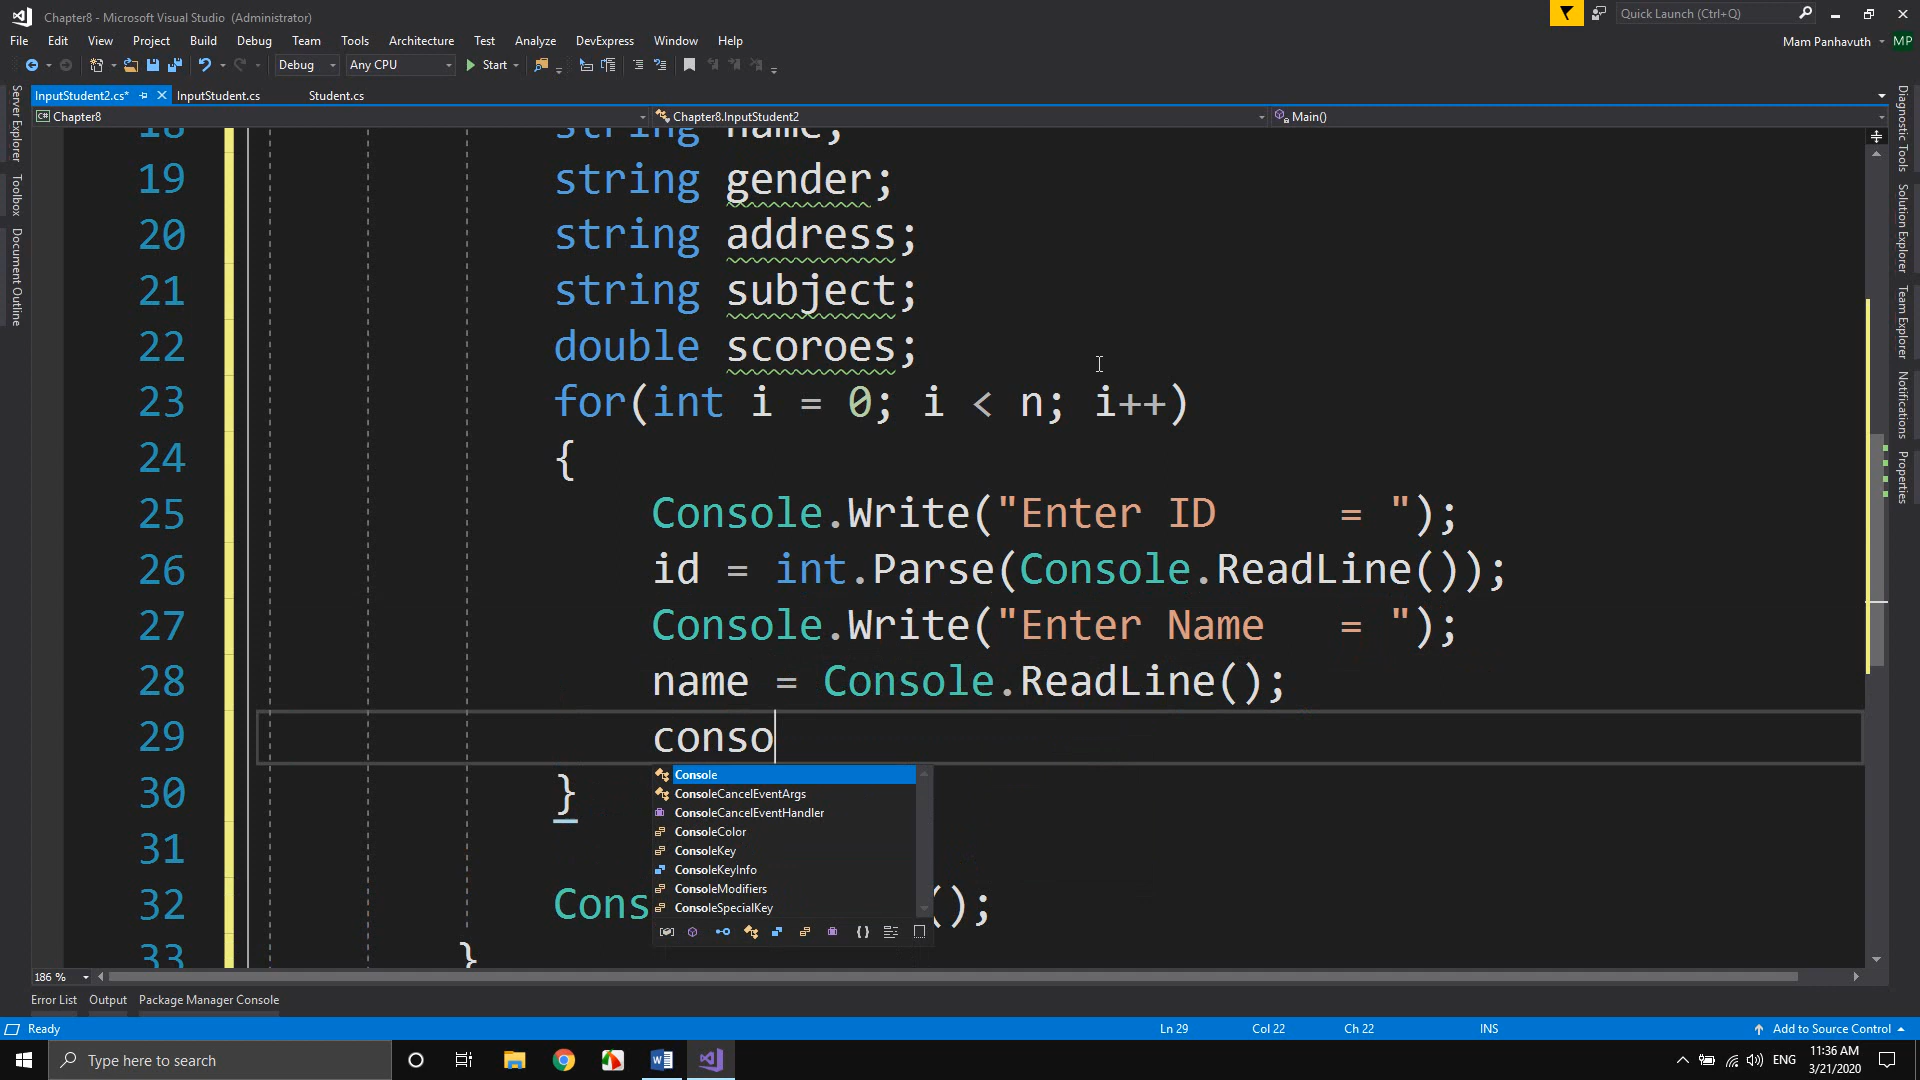 Chapter8 - Microsoft Visual Studio (Administrator)
Quick Launch (Ctrl+Q)
File Edit View Project Build Debug Team Tools Architecture Test Analyze DevExpress Window Help
Mam Panhavuth MP
Debug Any CPU Start
InputStudent2.cs* InputStudent.cs Student.cs
C# Chapter8 Chapter8.InputStudent2 Main()
Server Explorer
Toolbox
Document Outline
18 string name;
19 string gender;
20 string address;
21 string subject;
22 double scoroes;
23 for(int i = 0; i < n; i++)
24 {
25 Console.Write("Enter ID     = ");
26 id = int.Parse(Console.ReadLine());
27 Console.Write("Enter Name   = ");
28 name = Console.ReadLine();
29 conso
30 }
31
32 Cons ();
33 }
Console
ConsoleCancelEventArgs
ConsoleCancelEventHandler
ConsoleColor
ConsoleKey
ConsoleKeyInfo
ConsoleModifiers
ConsoleSpecialKey
Diagnostic Tools
Solution Explorer
Team Explorer
Notifications
Properties
186 %
Error List Output Package Manager Console
Ready Ln 29 Col 22 Ch 22 INS Add to Source Control
Type here to search
ENG
11:36 AM
3/21/2020